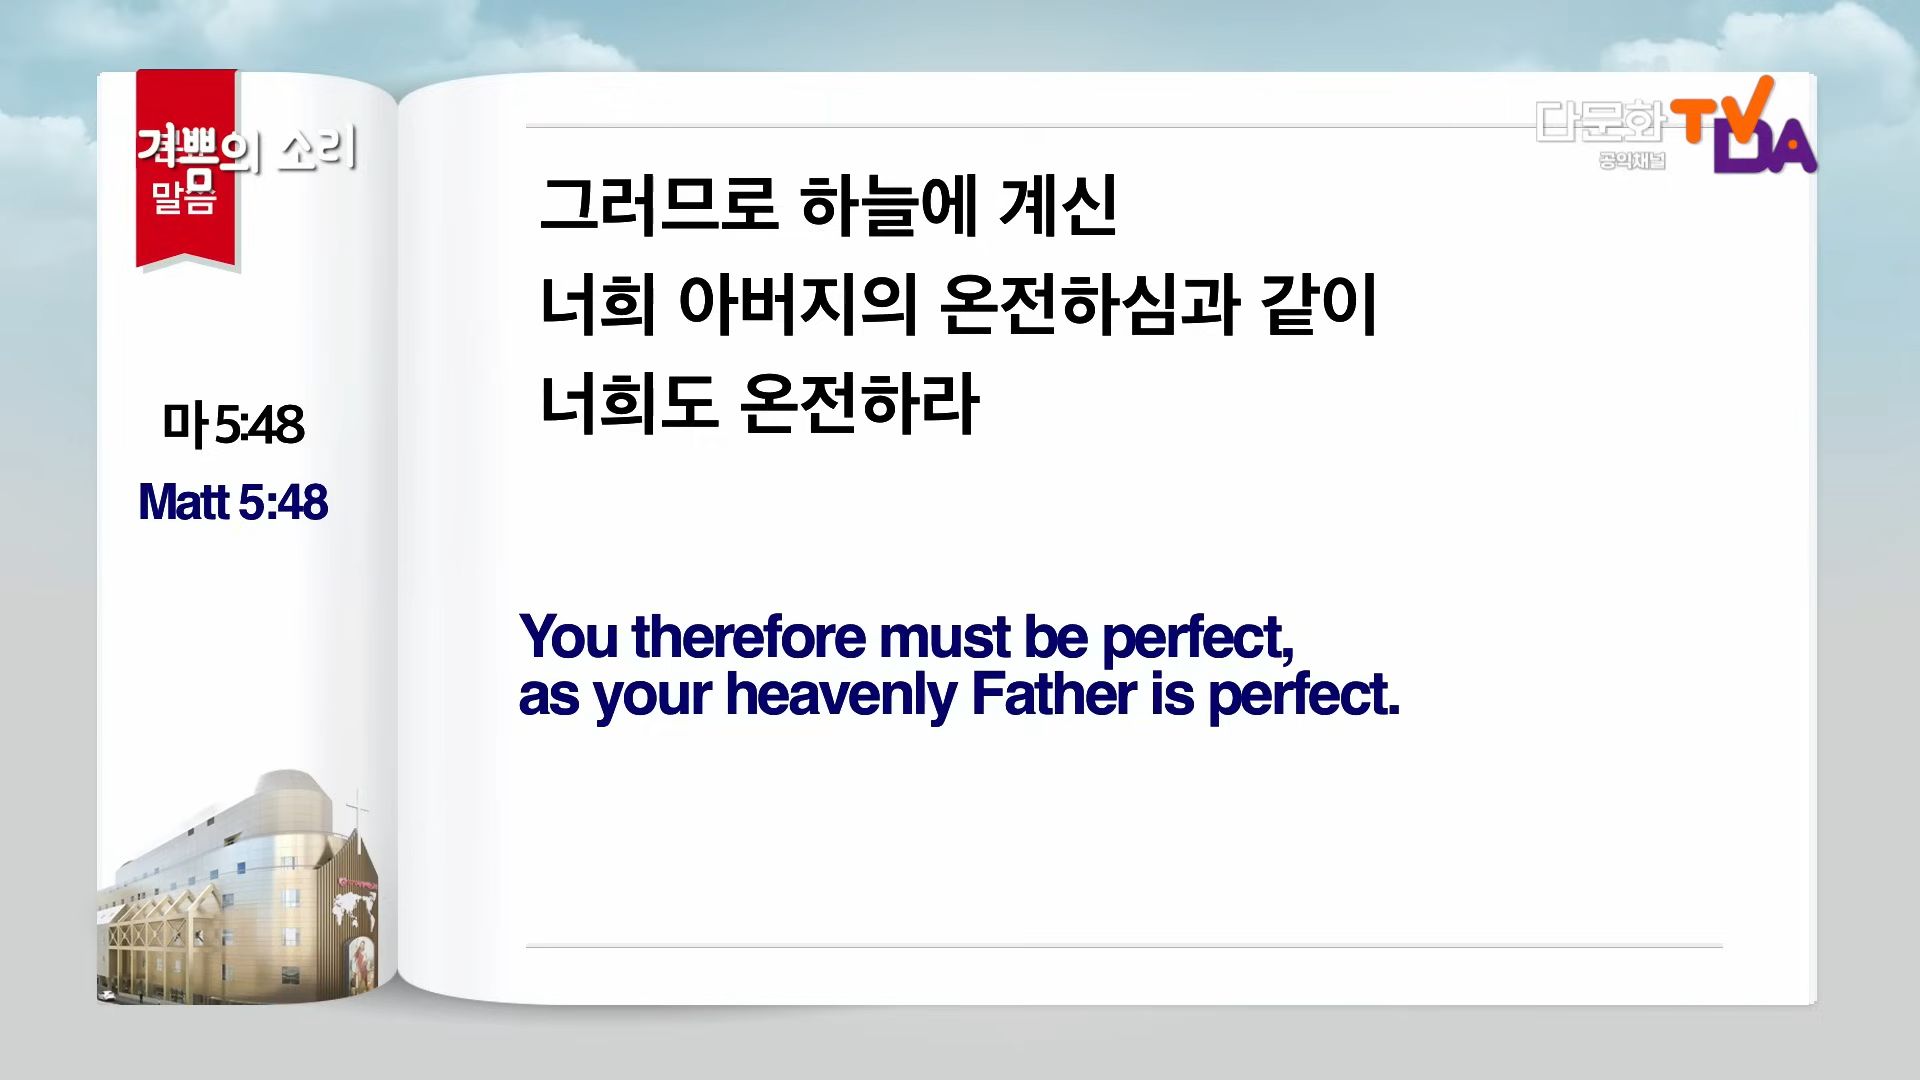 기쁨의 소리
말씀
다문화 TV DA
공익채널
그러므로 하늘에 계신
너희 아버지의 온전하심과 같이
너희도 온전하라
마 5:48
Matt 5:48
You therefore must be perfect,
as your heavenly Father is perfect.